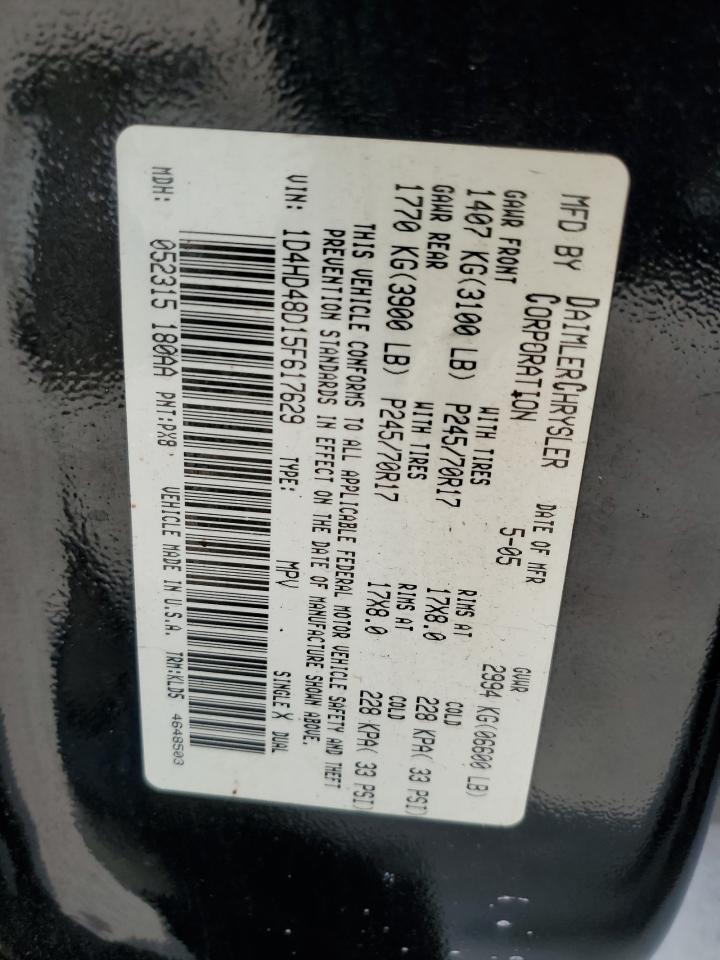 MFD BY DAIMLERCHRYSLER CORPORATION DATE OF MFR 5-05 GVWR 2994 KG(06600 LB)
GAWR FRONT WITH TIRES RIMS AT COLD
1407 KG(3100 LB) P245/70R17 17X8.0 228 KPA( 33 PSI)
GAWR REAR WITH TIRES RIMS AT COLD
1770 KG(3900 LB) P245/70R17 17X8.0 228 KPA( 33 PSI)
THIS VEHICLE CONFORMS TO ALL APPLICABLE FEDERAL MOTOR VEHICLE SAFETY AND THEFT
PREVENTION STANDARDS IN EFFECT ON THE DATE OF MANUFACTURE SHOWN ABOVE.
VIN: 1D4HD48D15F617629 TYPE: MPV SINGLE X DUAL
MDH: 052315 180AA PNT:PXB VEHICLE MADE IN U.S.A. TRM:KLD5 4648503